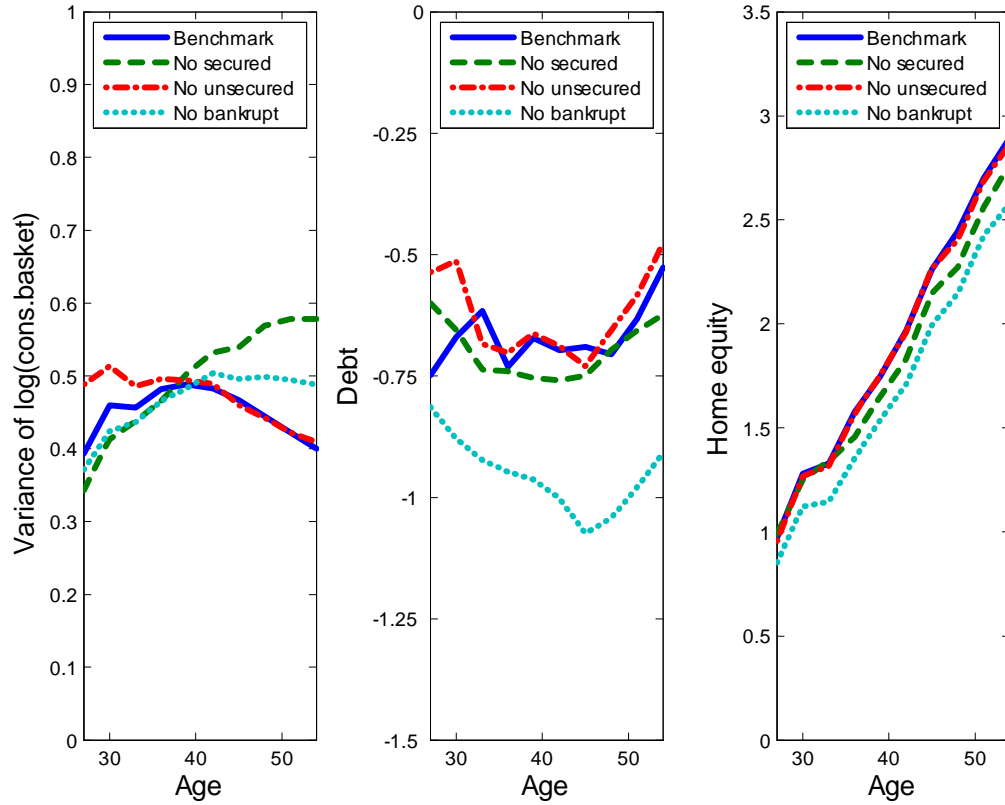 Variance of log(cons.basket)
1
0.9
0.8
0.7
0.6
0.5
0.4
0.3
0.2
0.1
0
30
40
50
Age
Benchmark
No secured
No unsecured
No bankrupt
Debt
0
-0.25
-0.5
-0.75
-1
-1.25
-1.5
30
40
50
Age
Benchmark
No secured
No unsecured
No bankrupt
Home equity
3.5
3
2.5
2
1.5
1
0.5
0
30
40
50
Age
Benchmark
No secured
No unsecured
No bankrupt